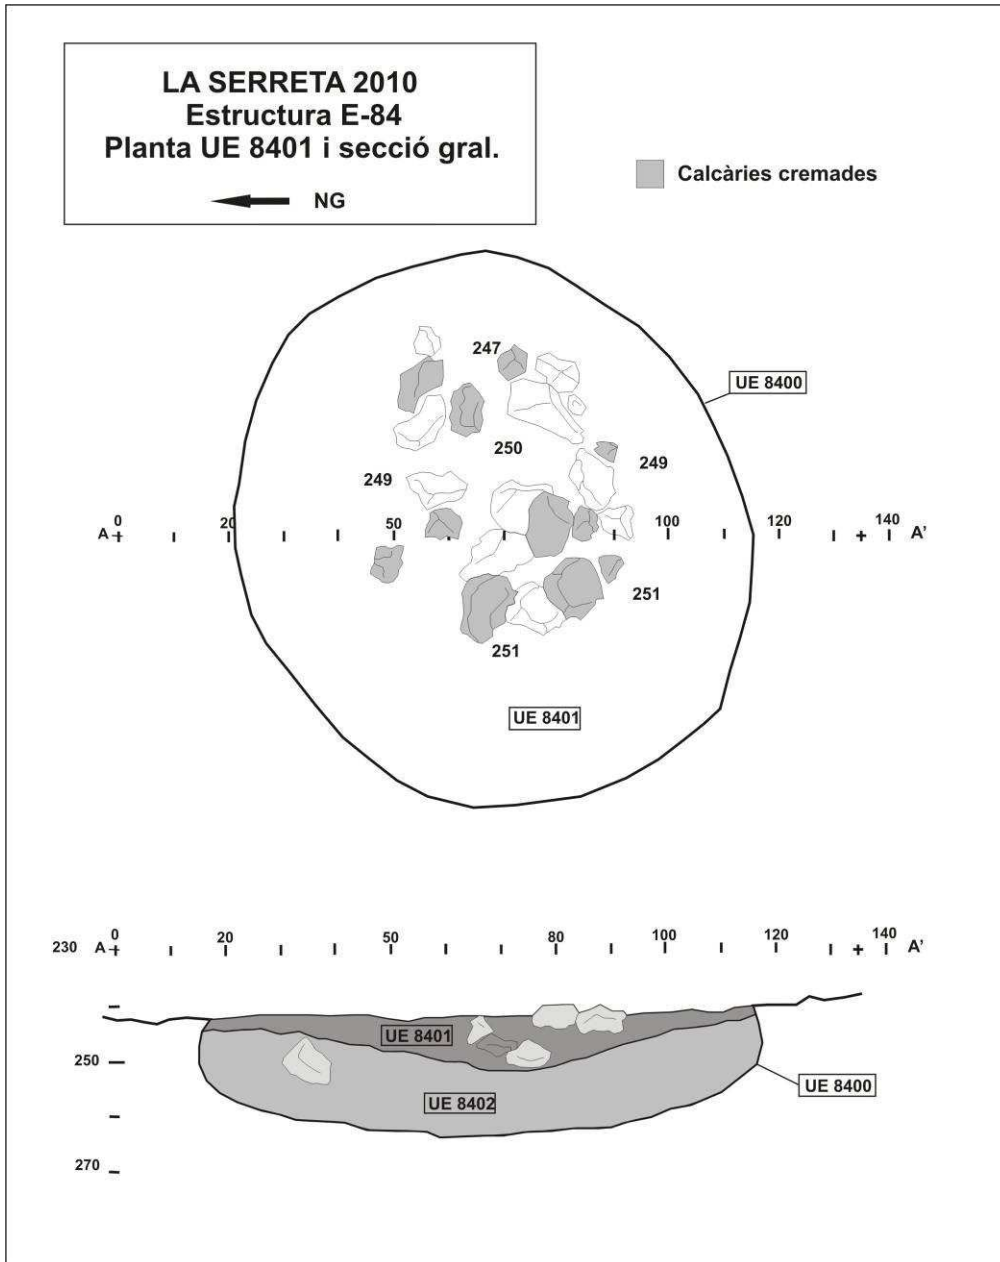 LA SERRETA 2010
Estructura E-84
Planta UE 8401 i secció gral.
NG
Calcàries cremades
247
UE 8400
250
249
249
A 0 20 50 100 120 140 A'
251
251
UE 8401
230 A 0 20 50 80 100 120 140 A'
UE 8401
250
UE 8400
UE 8402
270